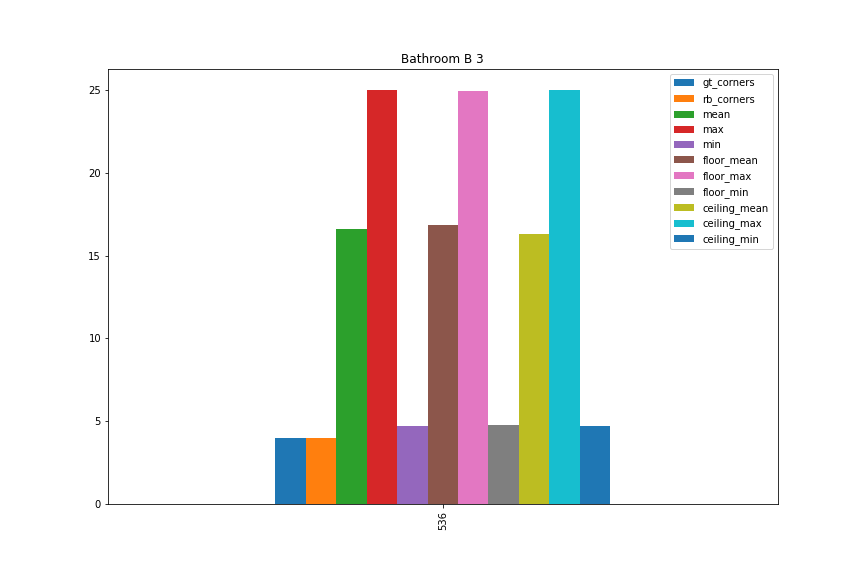 Bathroom B 3
gt_corners
rb_corners
mean
max
min
floor_mean
floor_max
floor_min
ceiling_mean
ceiling_max
ceiling_min
25
20
15
10
5
0
536